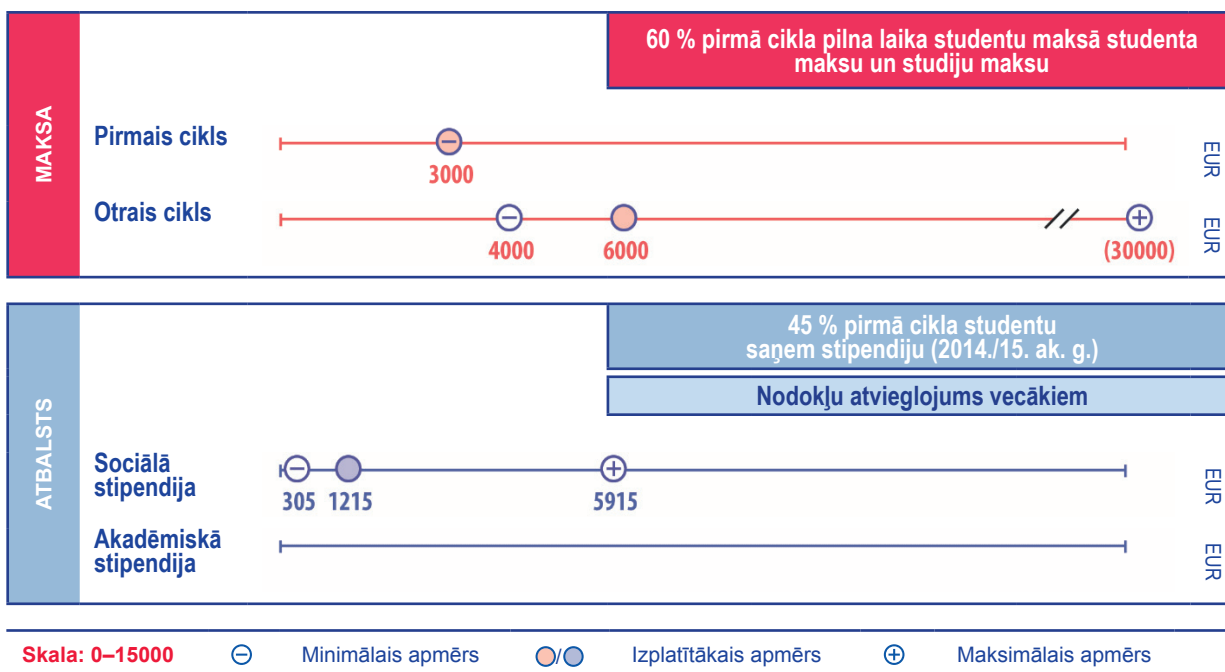 60 % pirmā cikla pilna laika studentu maksā studenta
maksu un studiju maksu
MAKSA
Pirmais cikls
3000
EUR
Otrais cikls
4000 6000 (30000)
EUR
45 % pirmā cikla studentu
saņem stipendiju (2014./15. ak. g.)
Nodokļu atvieglojums vecākiem
ATBALSTS
Sociālā
stipendija
305 1215 5915
EUR
Akadēmiskā
stipendija
EUR
Skala: 0–15000 Minimālais apmērs / Izplatītākais apmērs Maksimālais apmērs